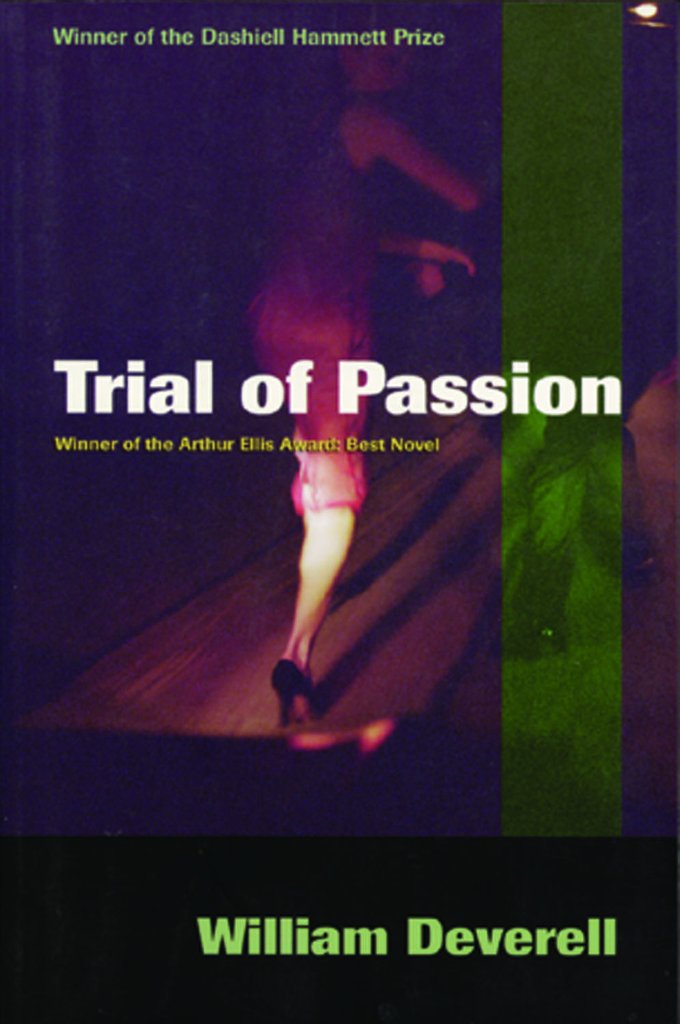 Winner of the Dashiell Hammett Prize
Trial of Passion
Winner of the Arthur Ellis Award: Best Novel
William Deverell